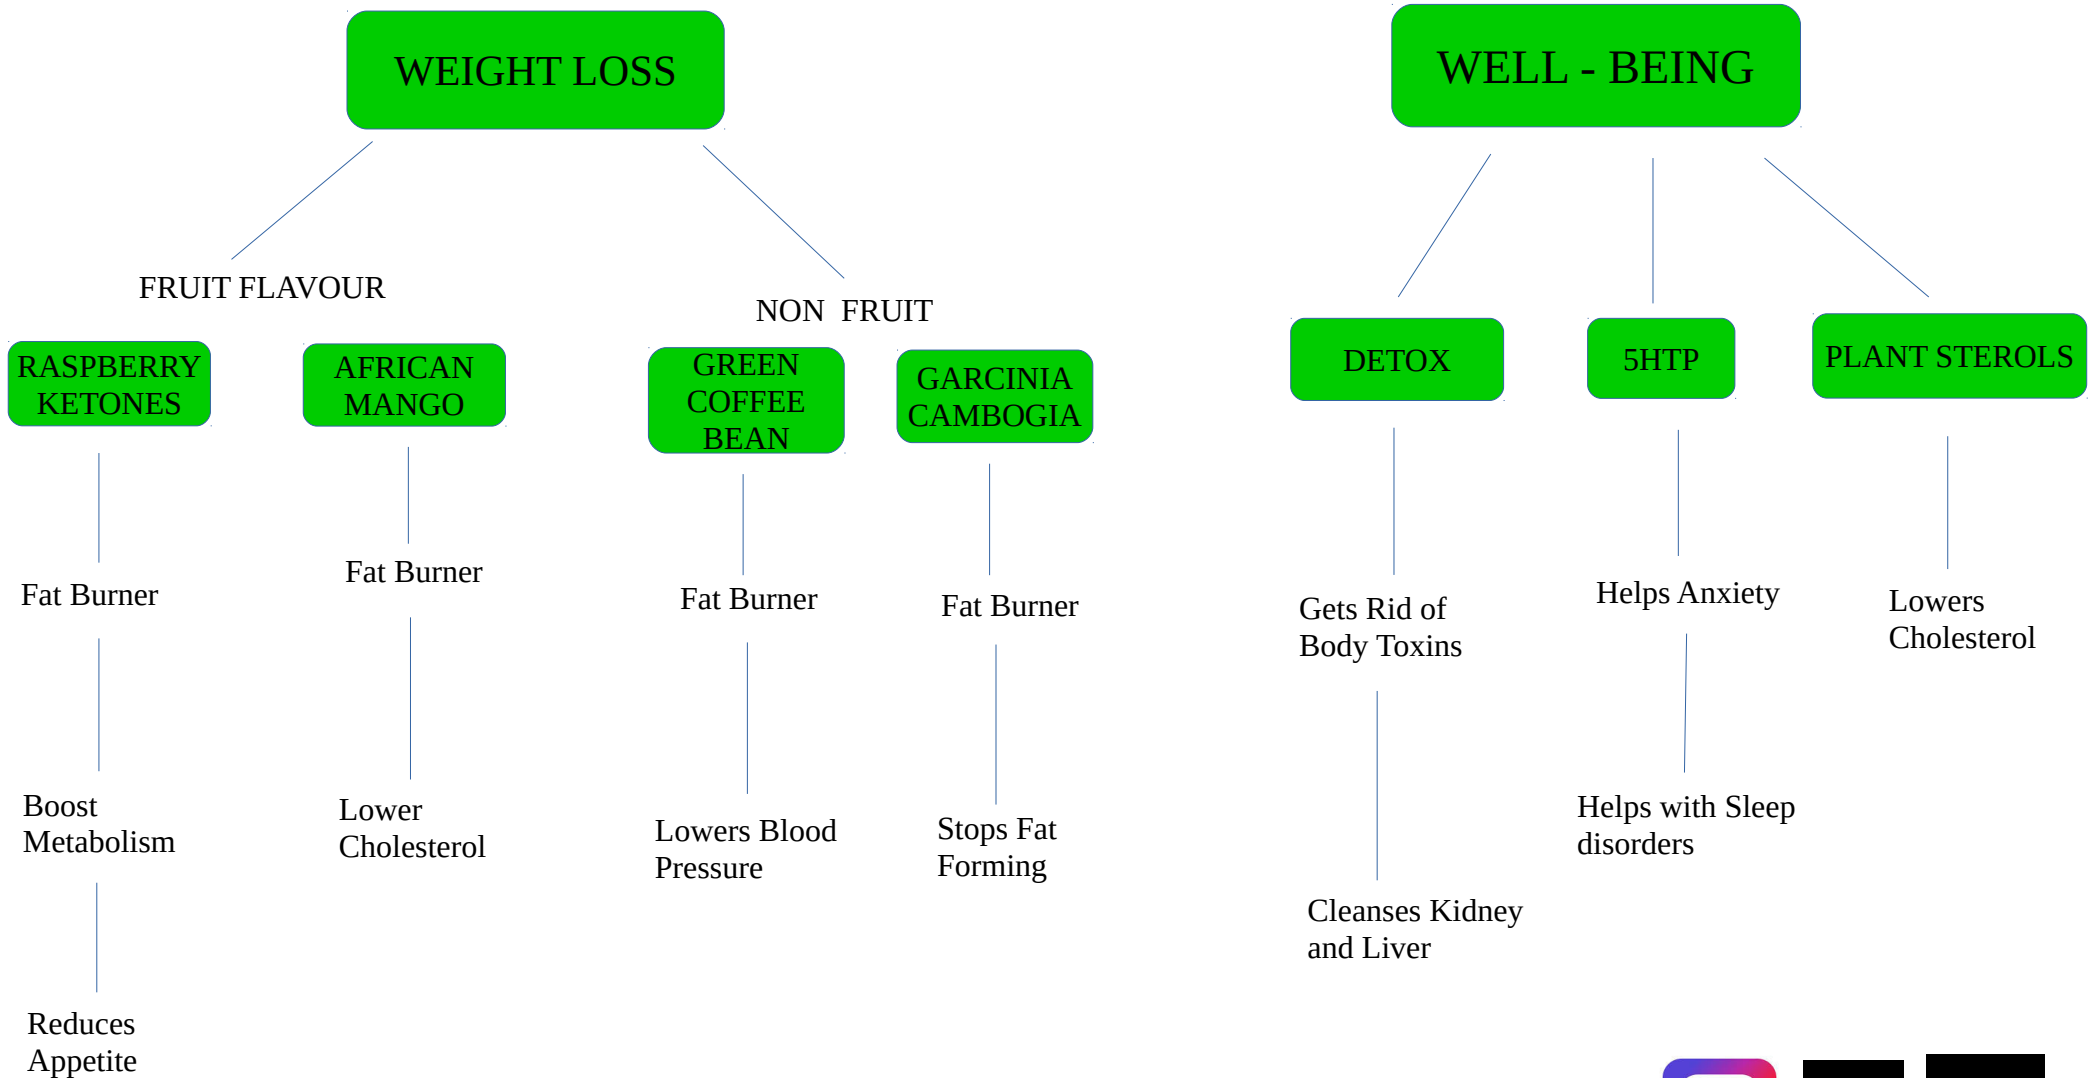 WEIGHT LOSS
FRUIT FLAVOUR
NON FRUIT
RASPBERRY
KETONES
Fat Burner
Boost
Metabolism
Reduces
Appetite
AFRICAN
MANGO
Fat Burner
Lower
Cholesterol
GREEN
COFFEE
BEAN
Fat Burner
Lowers Blood
Pressure
GARCINIA
CAMBOGIA
Fat Burner
Stops Fat
Forming
WELL - BEING
DETOX
Gets Rid of
Body Toxins
Cleanses Kidney
and Liver
5HTP
Helps Anxiety
Helps with Sleep
disorders
PLANT STEROLS
Lowers
Cholesterol